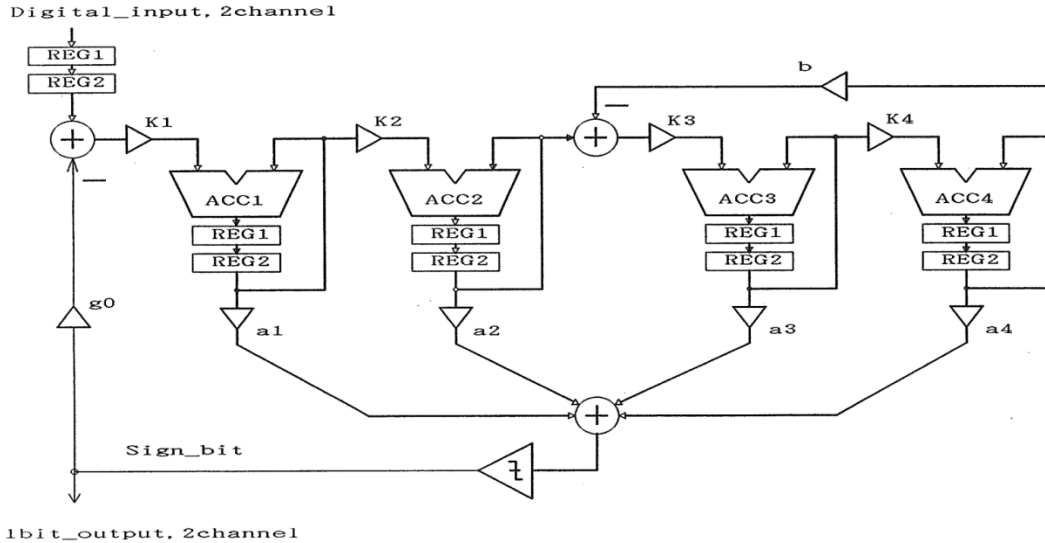 Digital_input, 2channel
REG1
REG2
b
K1
K2
K3
K4
ACC1
ACC2
ACC3
ACC4
REG1
REG1
REG1
REG1
REG2
REG2
REG2
REG2
g0
a1
a2
a3
a4
Sign_bit
1bit_output, 2channel